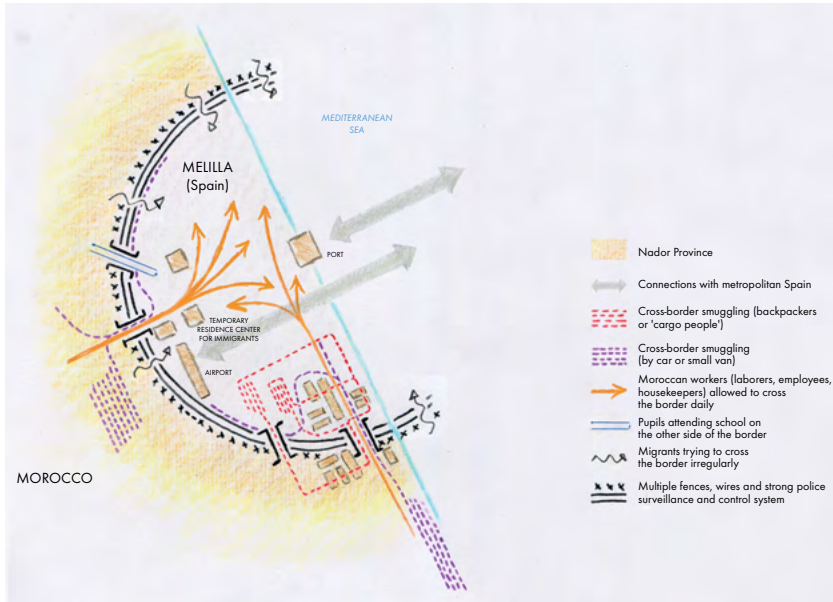 MEDITERRANEAN
SEA
MELILLA
(Spain)
PORT
TEMPORARY
RESIDENCE CENTER
FOR IMMIGRANTS
AIRPORT
MOROCCO
Nador Province
Connections with metropolitan Spain
Cross-border smuggling (backpackers
or 'cargo people')
Cross-border smuggling
(by car or small van)
Moroccan workers (laborers, employees,
housekeepers) allowed to cross
the border daily
Pupils attending school on
the other side of the border
Migrants trying to cross
the border irregularly
Multiple fences, wires and strong police
surveillance and control system